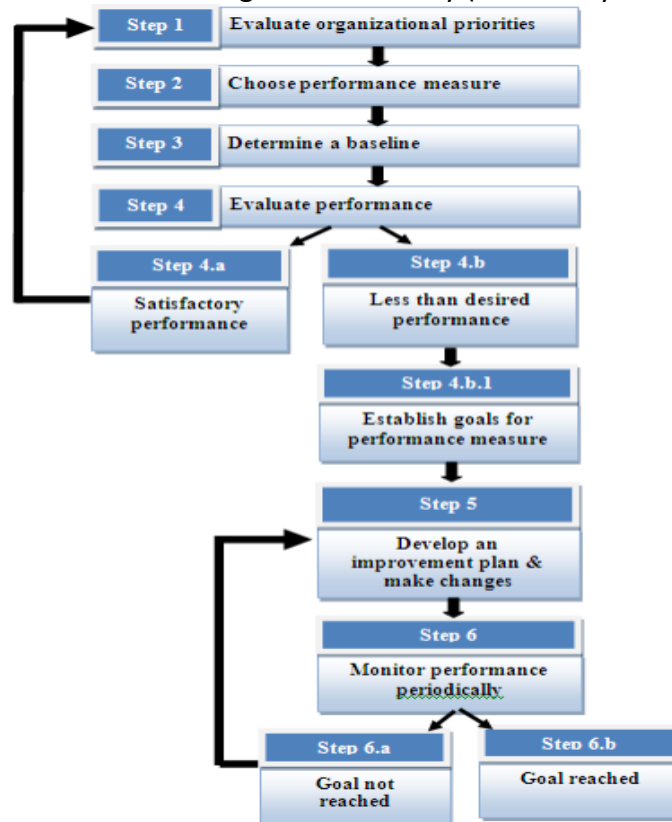 Step 1
Evaluate organizational priorities
Step 2
Choose performance measure
Step 3
Determine a baseline
Step 4
Evaluate performance
Step 4.a
Satisfactory
performance
Step 4.b
Less than desired
performance
Step 4.b.1
Establish goals for
performance measure
Step 5
Develop an
improvement plan &
make changes
Step 6
Monitor performance
periodically
Step 6.a
Goal not
reached
Step 6.b
Goal reached